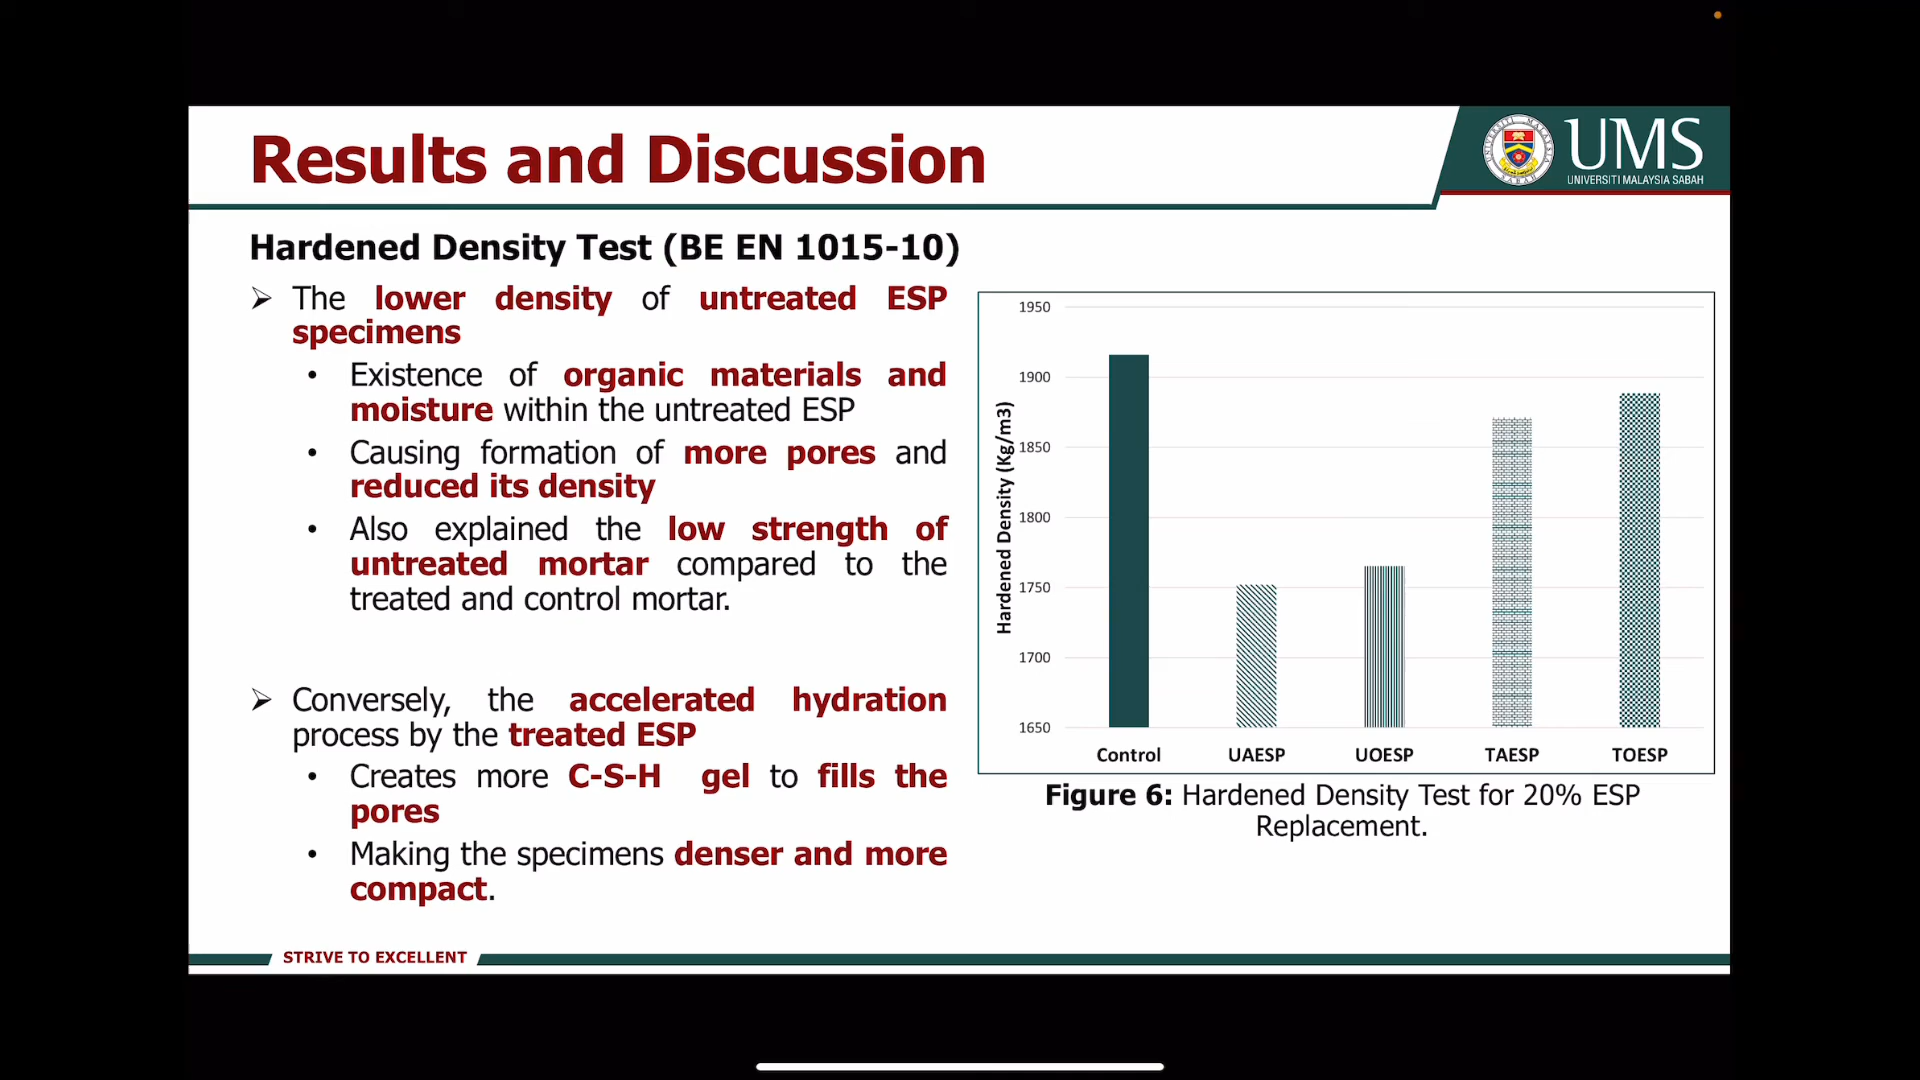 Results and Discussion
UMS
UNIVERSITI MALAYSIA SABAH
Hardened Density Test (BE EN 1015-10)
➢ The lower density of untreated ESP
specimens
• Existence of organic materials and
moisture within the untreated ESP
• Causing formation of more pores and
reduced its density
• Also explained the low strength of
untreated mortar compared to the
treated and control mortar.
➢ Conversely, the accelerated hydration
process by the treated ESP
• Creates more C-S-H gel to fills the
pores
• Making the specimens denser and more
compact.
Hardened Density (Kg/m3)
1950
1900
1850
1800
1750
1700
1650
Control UAESP UOESP TAESP TOESP
Figure 6: Hardened Density Test for 20% ESP
Replacement.
STRIVE TO EXCELLENT